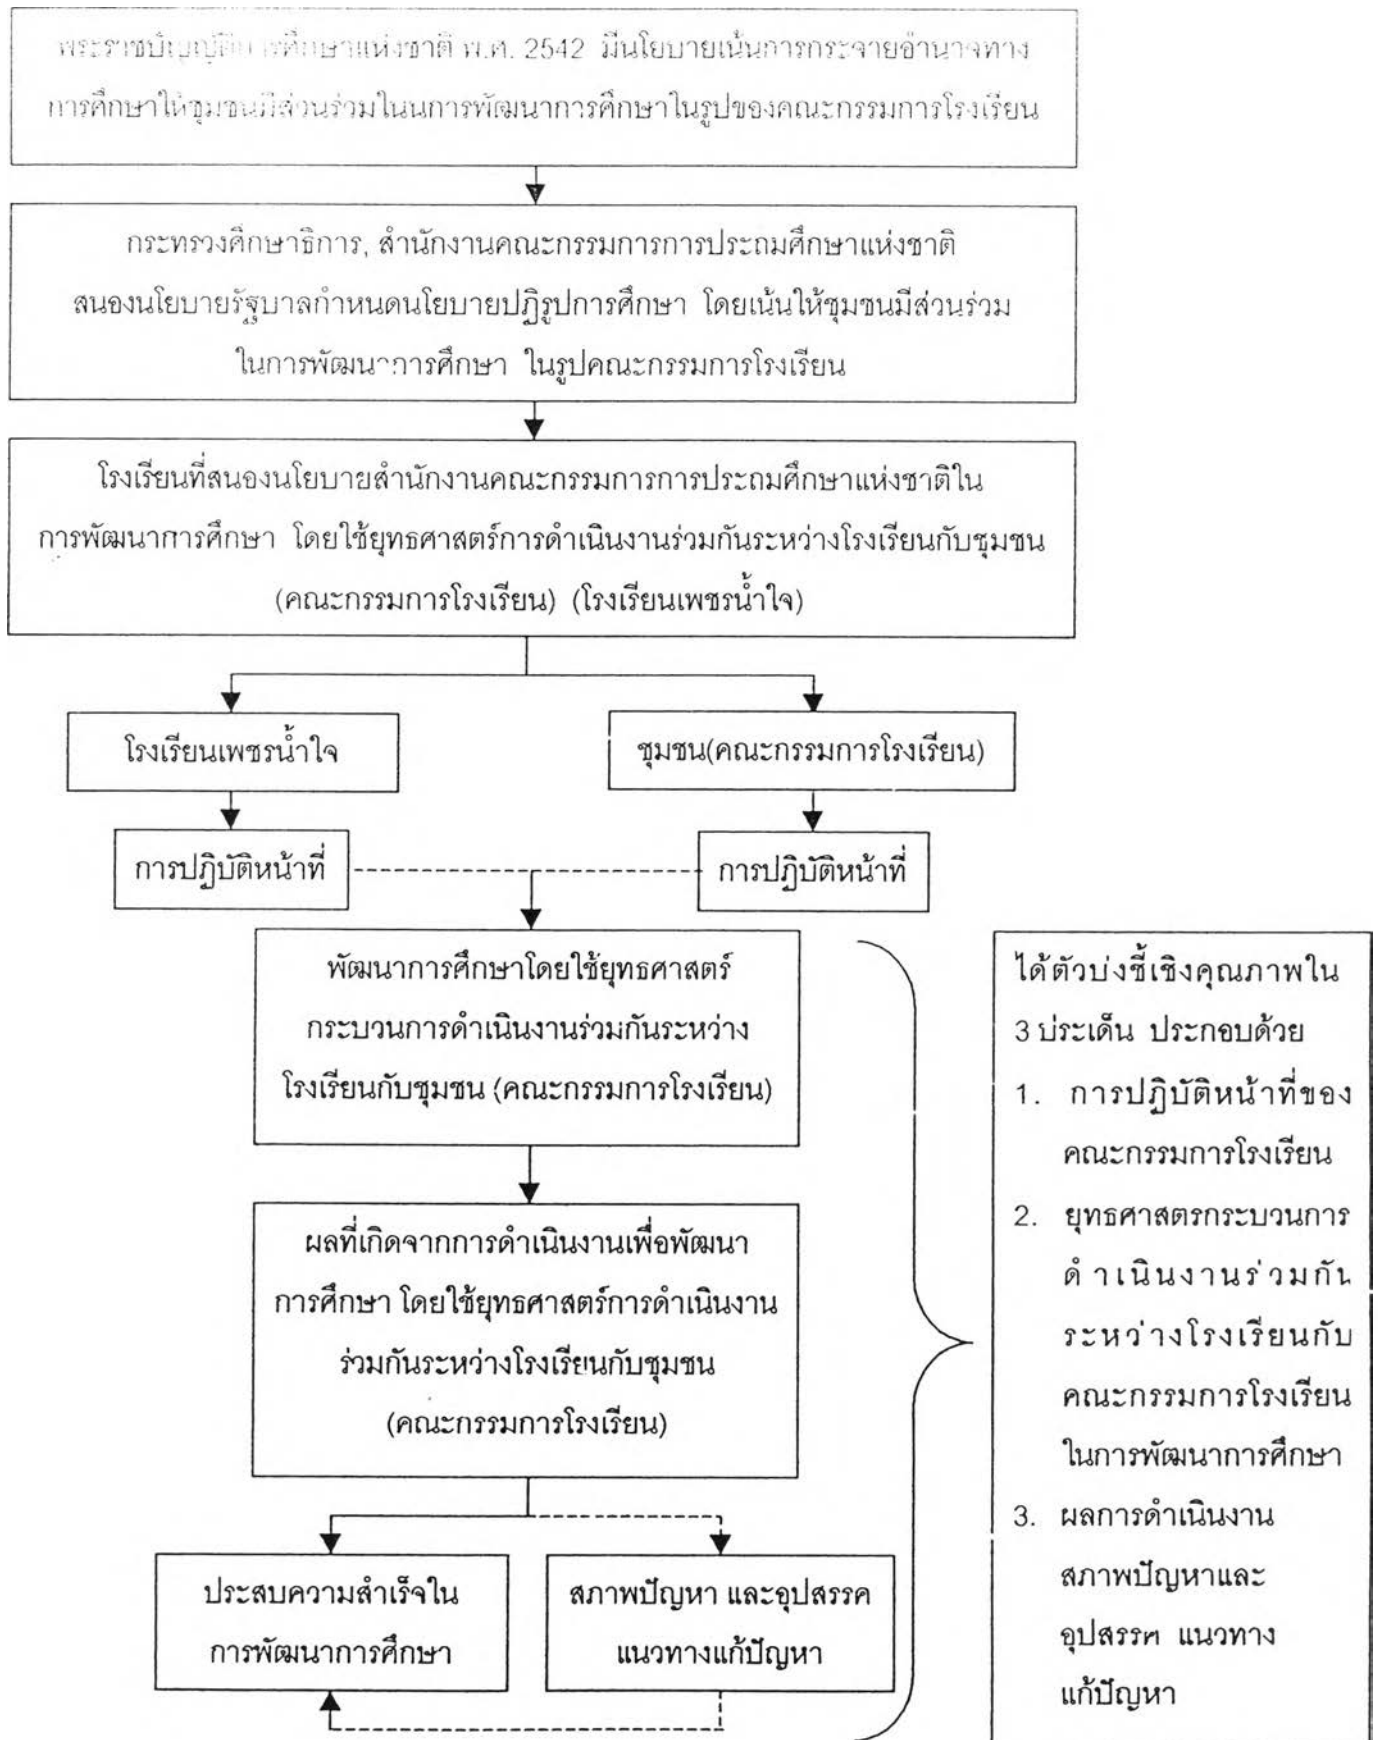 พระราชบัญญัติการศึกษาแห่งชาติ พ.ศ. 2542 มีนโยบายเน้นการกระจายอำนาจทาง
การศึกษาให้ชุมชนมีส่วนร่วมในนการพัฒนาการศึกษาในรูปของคณะกรรมการโรงเรียน
กระทรวงศึกษาธิการ, สำนักงานคณะกรรมการการประถมศึกษาแห่งชาติ
สนองนโยบายรัฐบาลกำหนดนโยบายปฏิรูปการศึกษา โดยเน้นให้ชุมชนมีส่วนร่วม
ในการพัฒนาการศึกษา ในรูปคณะกรรมการโรงเรียน
โรงเรียนที่สนองนโยบายสำนักงานคณะกรรมการการประถมศึกษาแห่งชาติใน
การพัฒนาการศึกษา โดยใช้ยุทธศาสตร์การดำเนินงานร่วมกันระหว่างโรงเรียนกับชุมชน
(คณะกรรมการโรงเรียน) (โรงเรียนเพชรน้ำใจ)
โรงเรียนเพชรน้ำใจ
ชุมชน(คณะกรรมการโรงเรียน)
การปฏิบัติหน้าที่
การปฏิบัติหน้าที่
พัฒนาการศึกษาโดยใช้ยุทธศาสตร์
กระบวนการดำเนินงานร่วมกันระหว่าง
โรงเรียนกับชุมชน (คณะกรรมการโรงเรียน)
ผลที่เกิดจากการดำเนินงานเพื่อพัฒนา
การศึกษา โดยใช้ยุทธศาสตร์การดำเนินงาน
ร่วมกันระหว่างโรงเรียนกับชุมชน
(คณะกรรมการโรงเรียน)
ประสบความสำเร็จใน
การพัฒนาการศึกษา
สภาพปัญหา และอุปสรรค
แนวทางแก้ปัญหา
ได้ตัวบ่งชี้เชิงคุณภาพใน
3 ประเด็น ประกอบด้วย
1. การปฏิบัติหน้าที่ของ
คณะกรรมการโรงเรียน
2. ยุทธศาสตรกระบวนการ
ดำเนินงานร่วมกัน
ระหว่างโรงเรียนกับ
คณะกรรมการโรงเรียน
ในการพัฒนาการศึกษา
3. ผลการดำเนินงาน
สภาพปัญหาและ
อุปสรรค แนวทาง
แก้ปัญหา